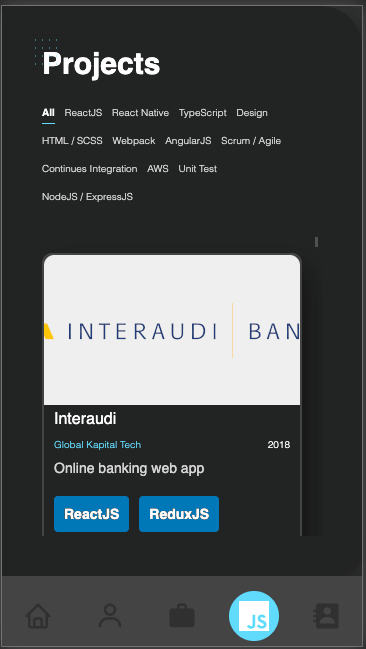 Projects
All ReactJS React Native TypeScript Design
HTML / SCSS Webpack AngularJS Scrum / Agile
Continues Integration AWS Unit Test
NodeJS / ExpressJS
A INTERAUDI BAN
Interaudi
Global Kapital Tech 2018
Online banking web app
ReactJS ReduxJS
JS